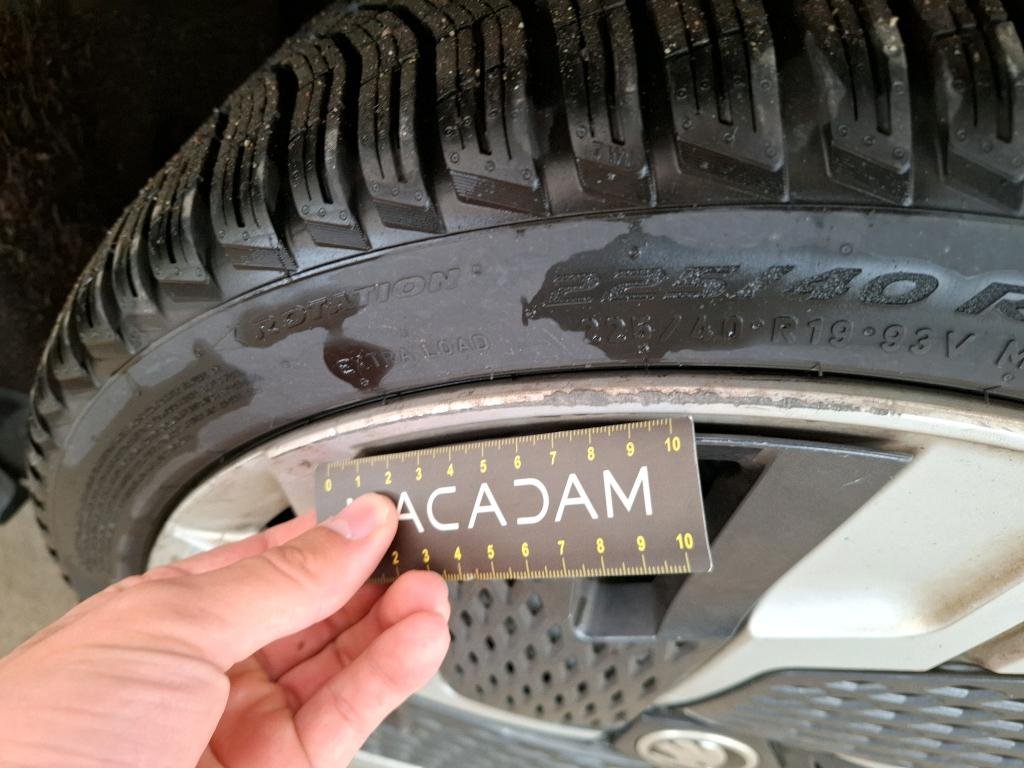 ROTATION
225/40 R
EXTRA LOAD
225/40·R19·93V M
0 1 2 3 4 5 6 7 8 9 10
ACADAM
2 3 4 5 6 7 8 9 10